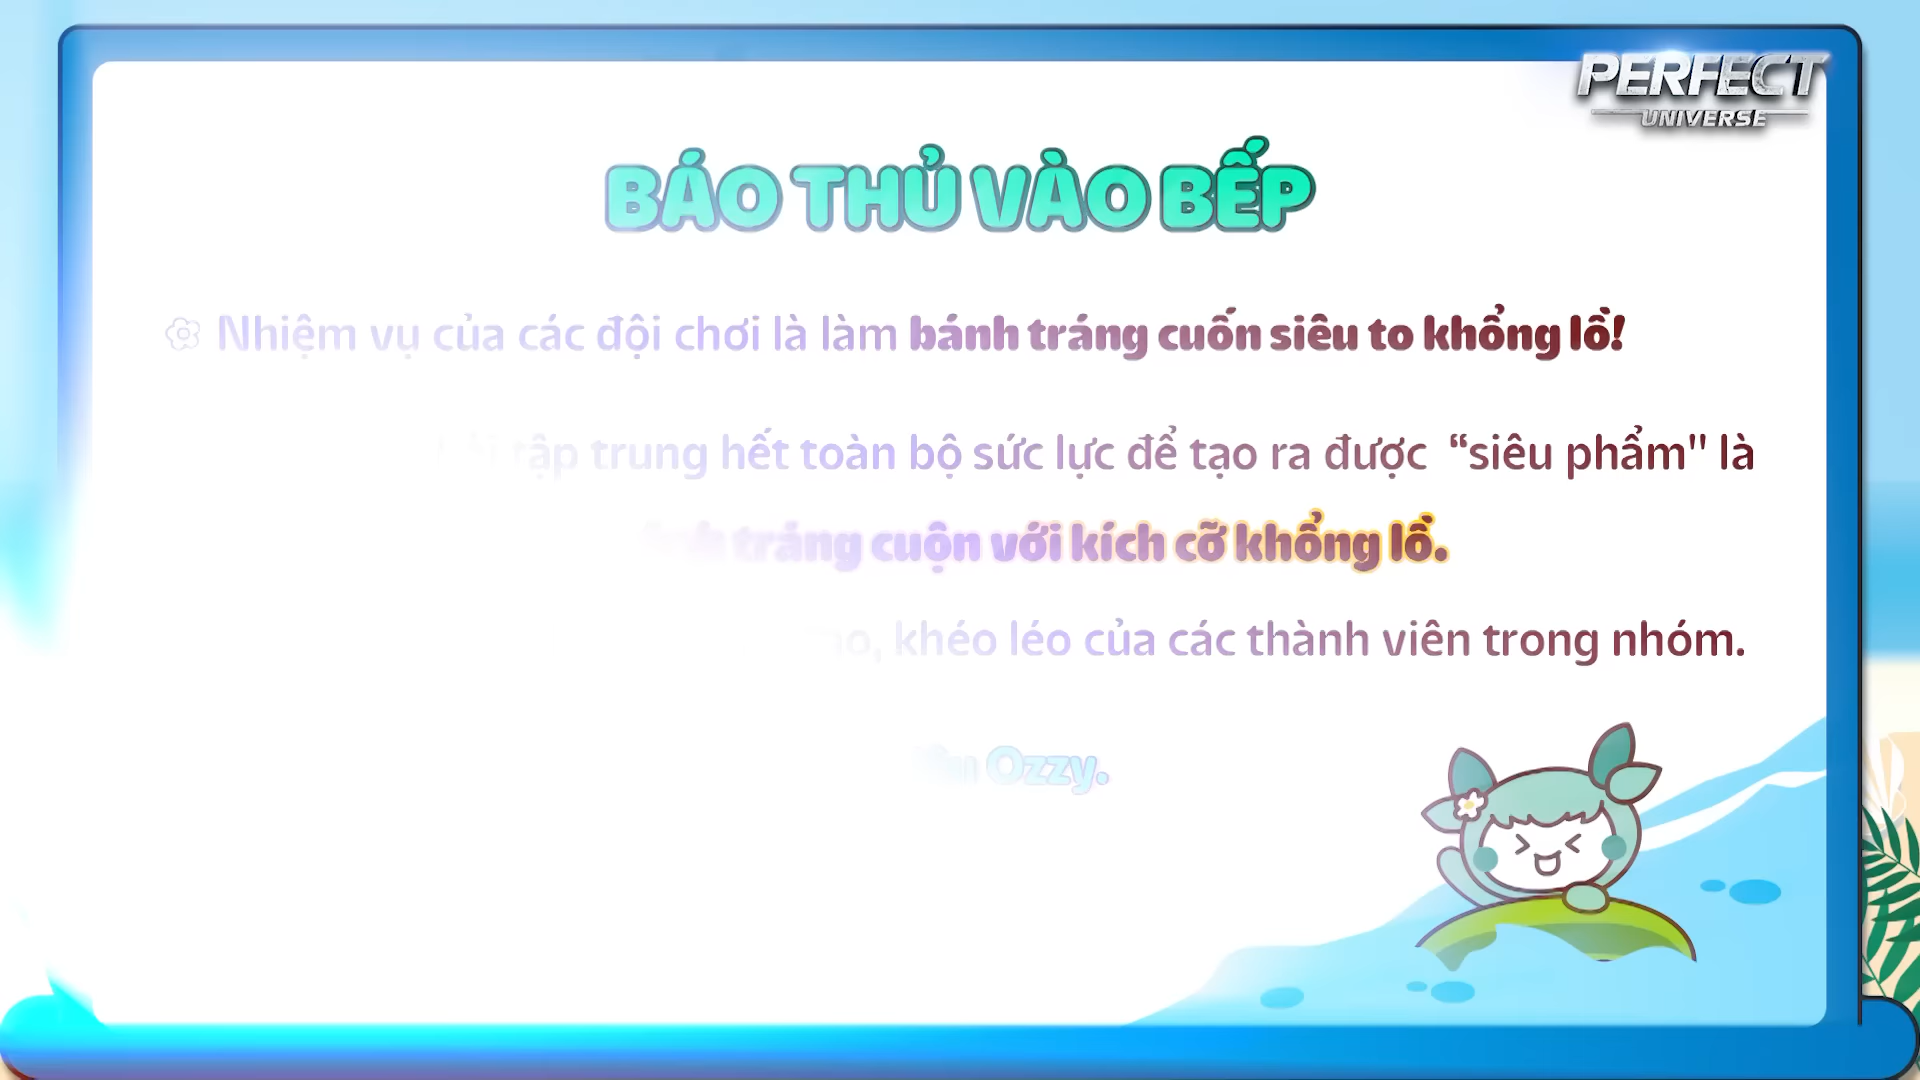 PERFECT
UNIVERSE
BÁO THỦ VÀO BẾP
Nhiệm vụ của các đội chơi là làm bánh tráng cuốn siêu to khổng lồ!
tập trung hết toàn bộ sức lực để tạo ra được “siêu phẩm" là
tráng cuộn với kích cỡ khổng lồ.
khéo léo của các thành viên trong nhóm.
Ozzy.